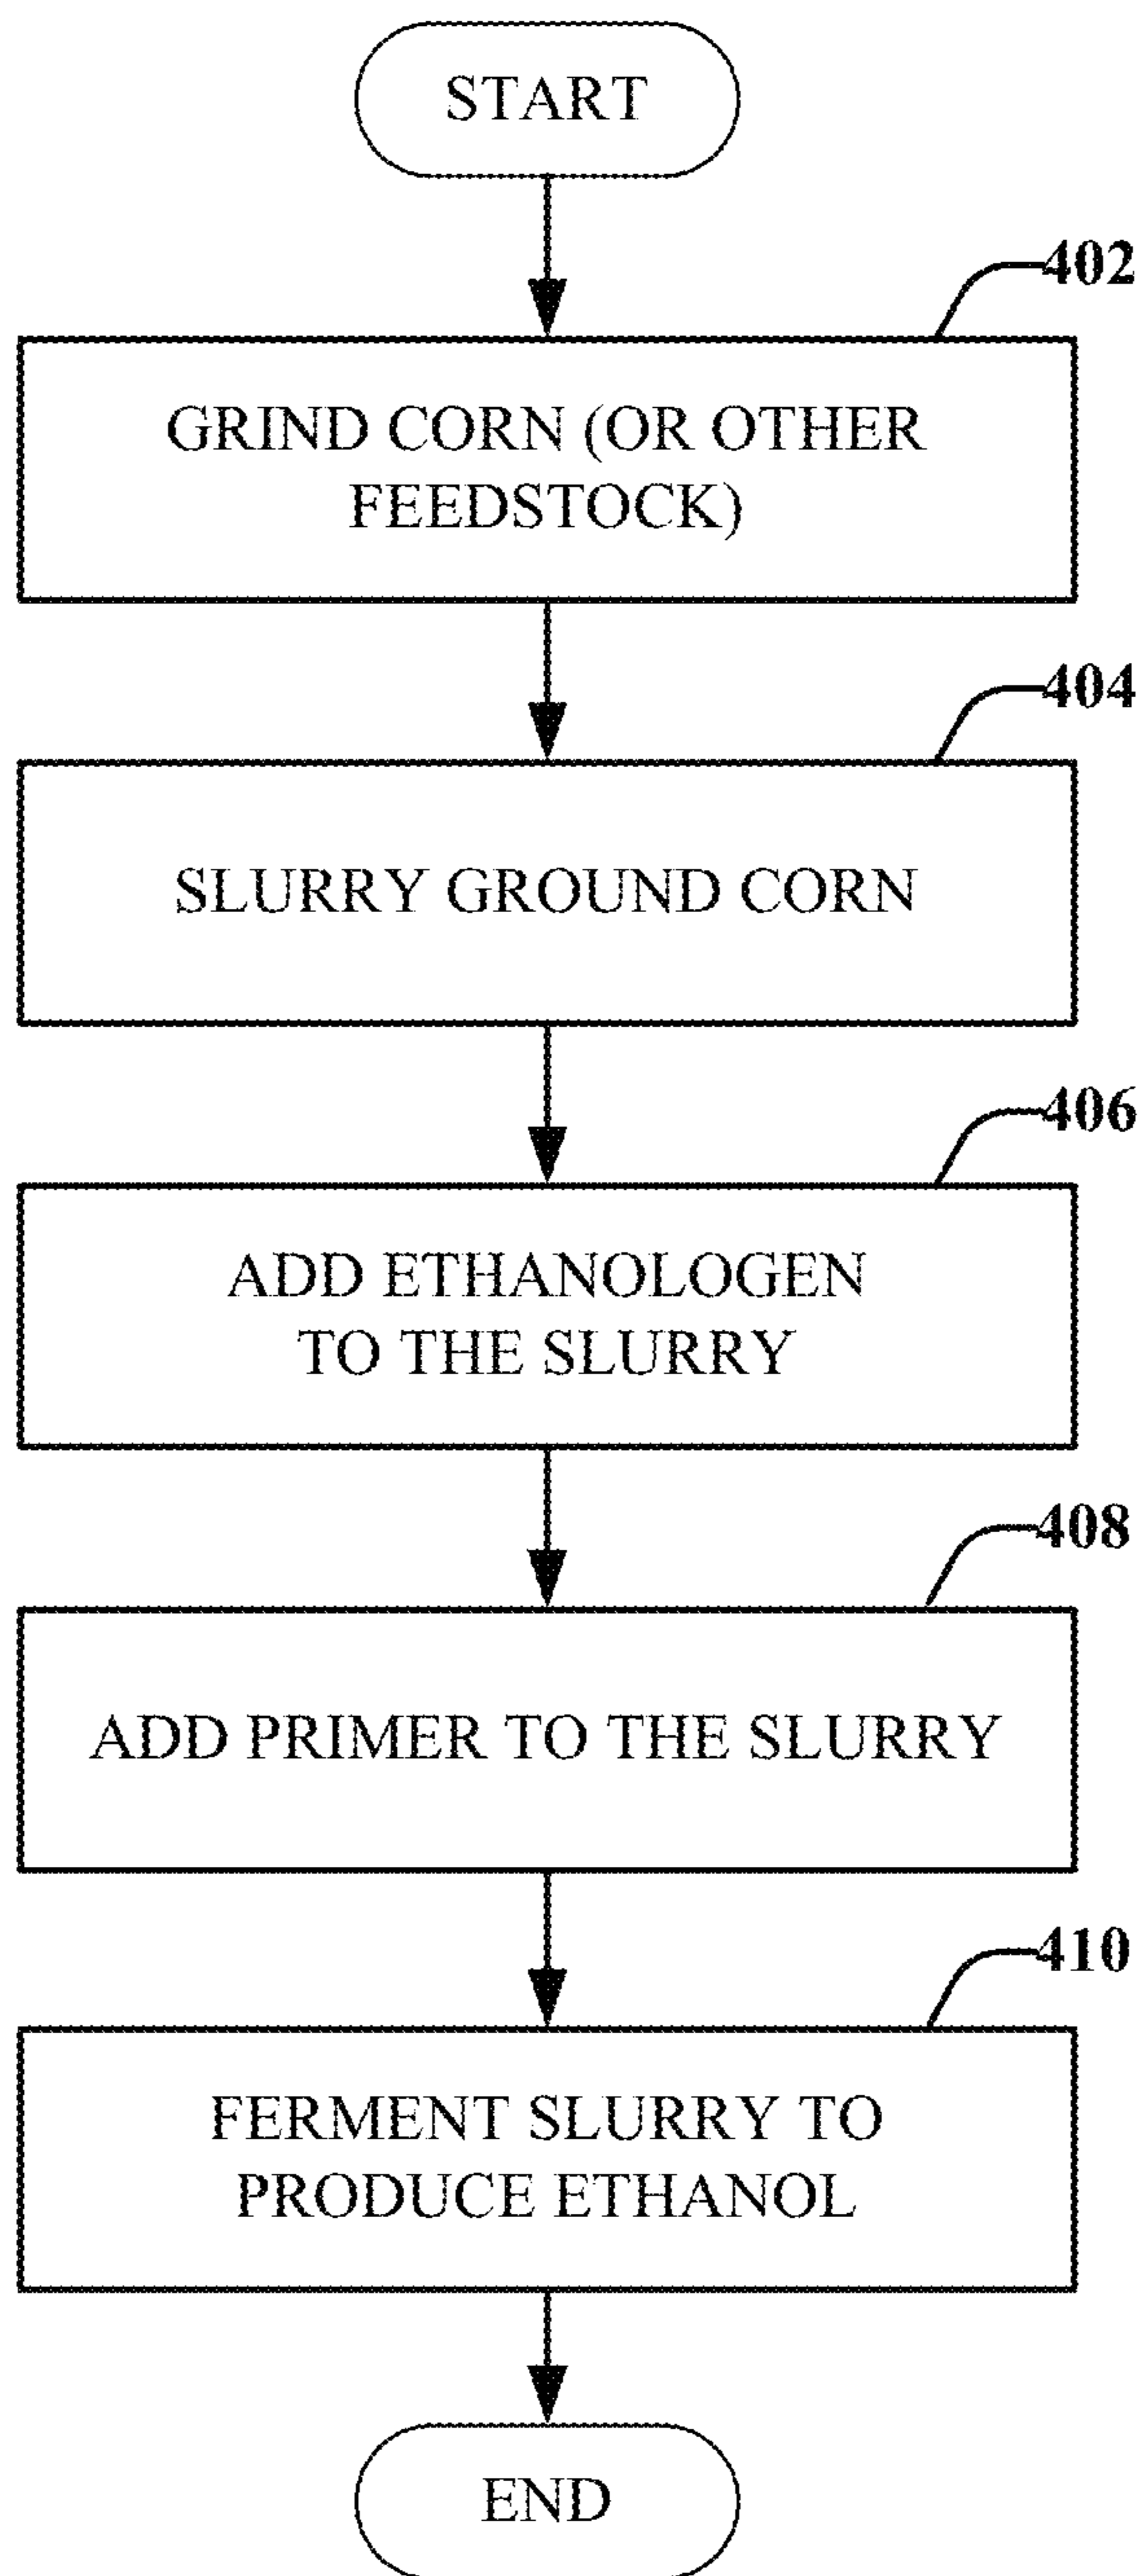 START
402
GRIND CORN (OR OTHER
FEEDSTOCK)
404
SLURRY GROUND CORN
406
ADD ETHANOLOGEN
TO THE SLURRY
408
ADD PRIMER TO THE SLURRY
410
FERMENT SLURRY TO
PRODUCE ETHANOL
END